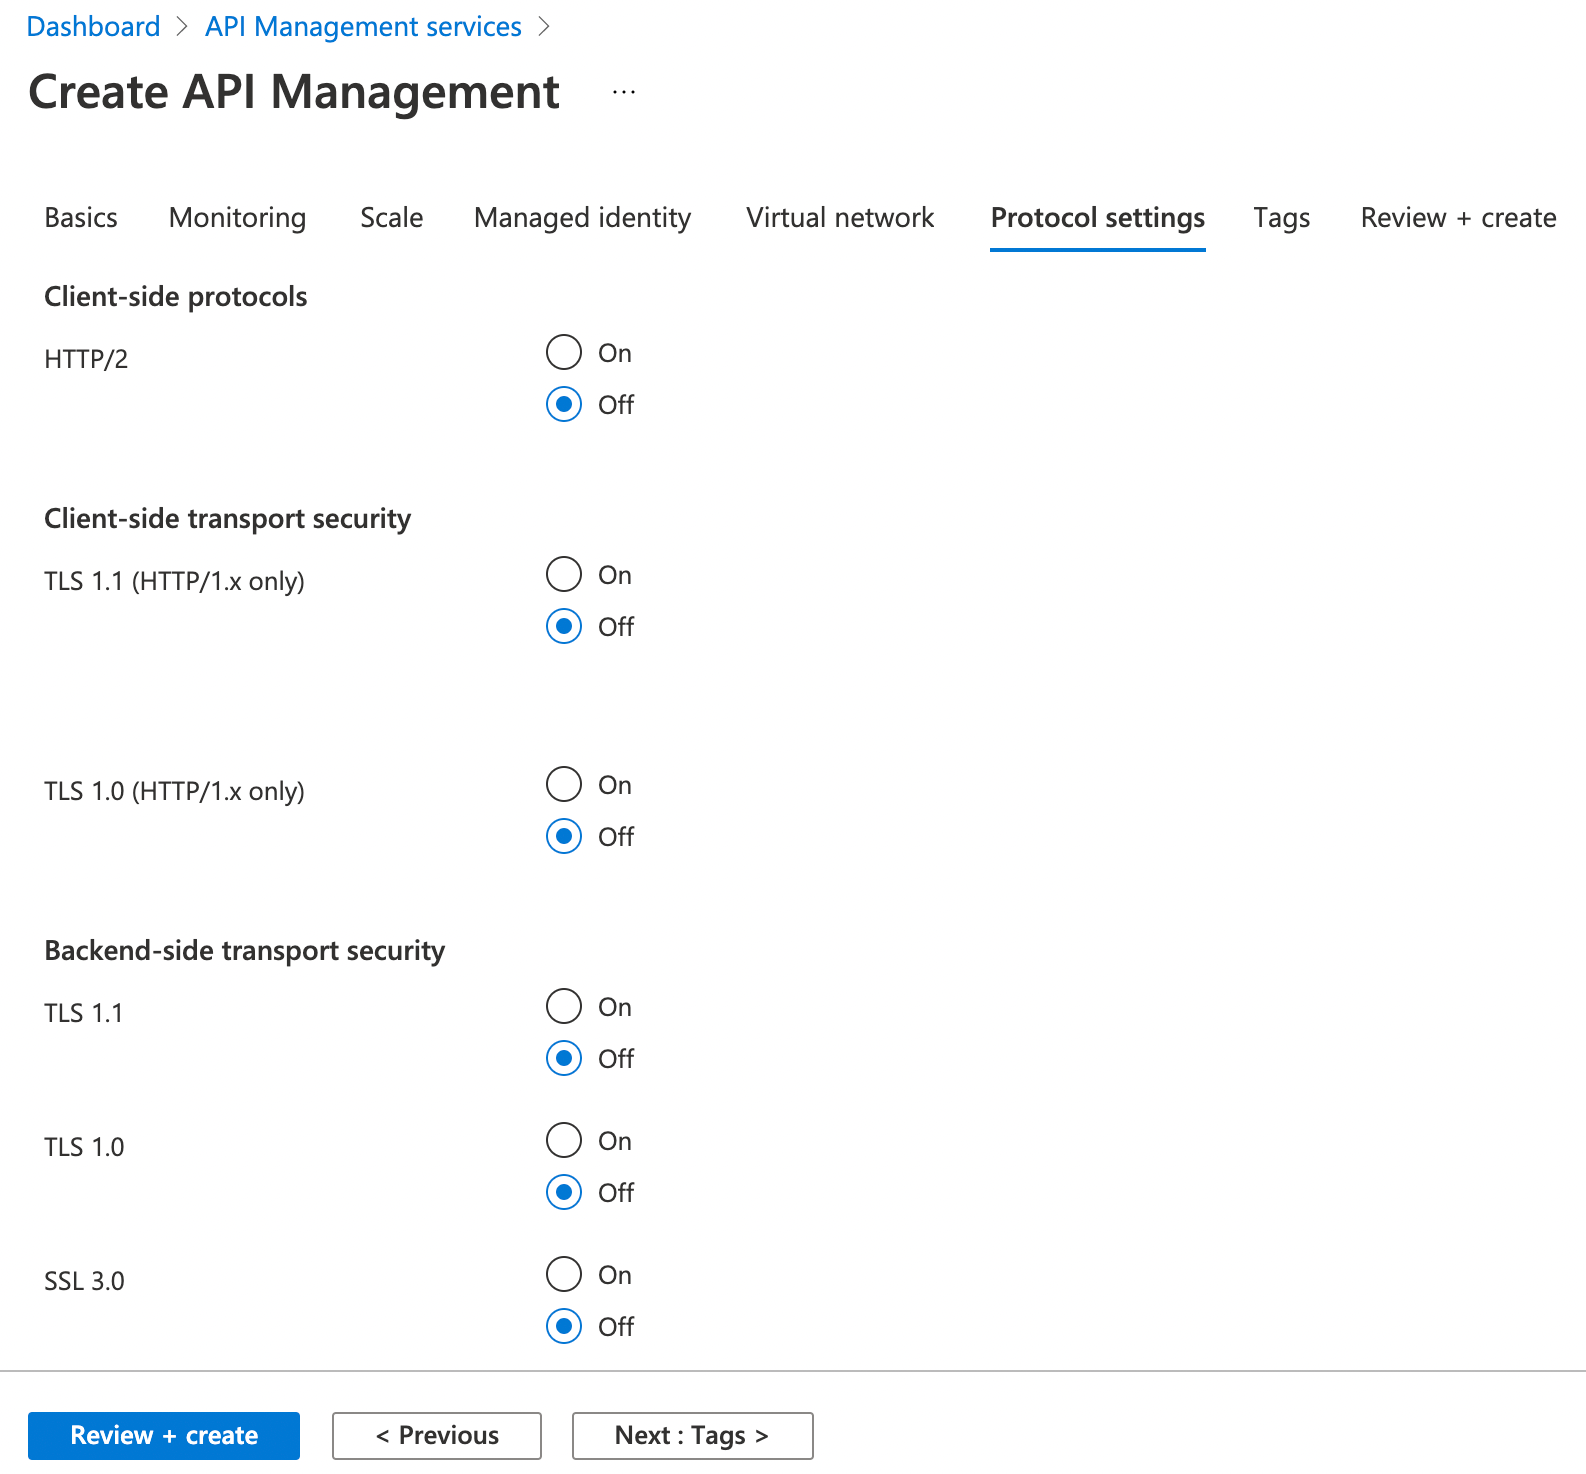 Dashboard > API Management services >
Create API Management ...
Basics Monitoring Scale Managed identity Virtual network Protocol settings Tags Review + create
Client-side protocols
HTTP/2
On
Off
Client-side transport security
TLS 1.1 (HTTP/1.x only)
On
Off
TLS 1.0 (HTTP/1.x only)
On
Off
Backend-side transport security
TLS 1.1
On
Off
TLS 1.0
On
Off
SSL 3.0
On
Off
Review + create < Previous Next : Tags >